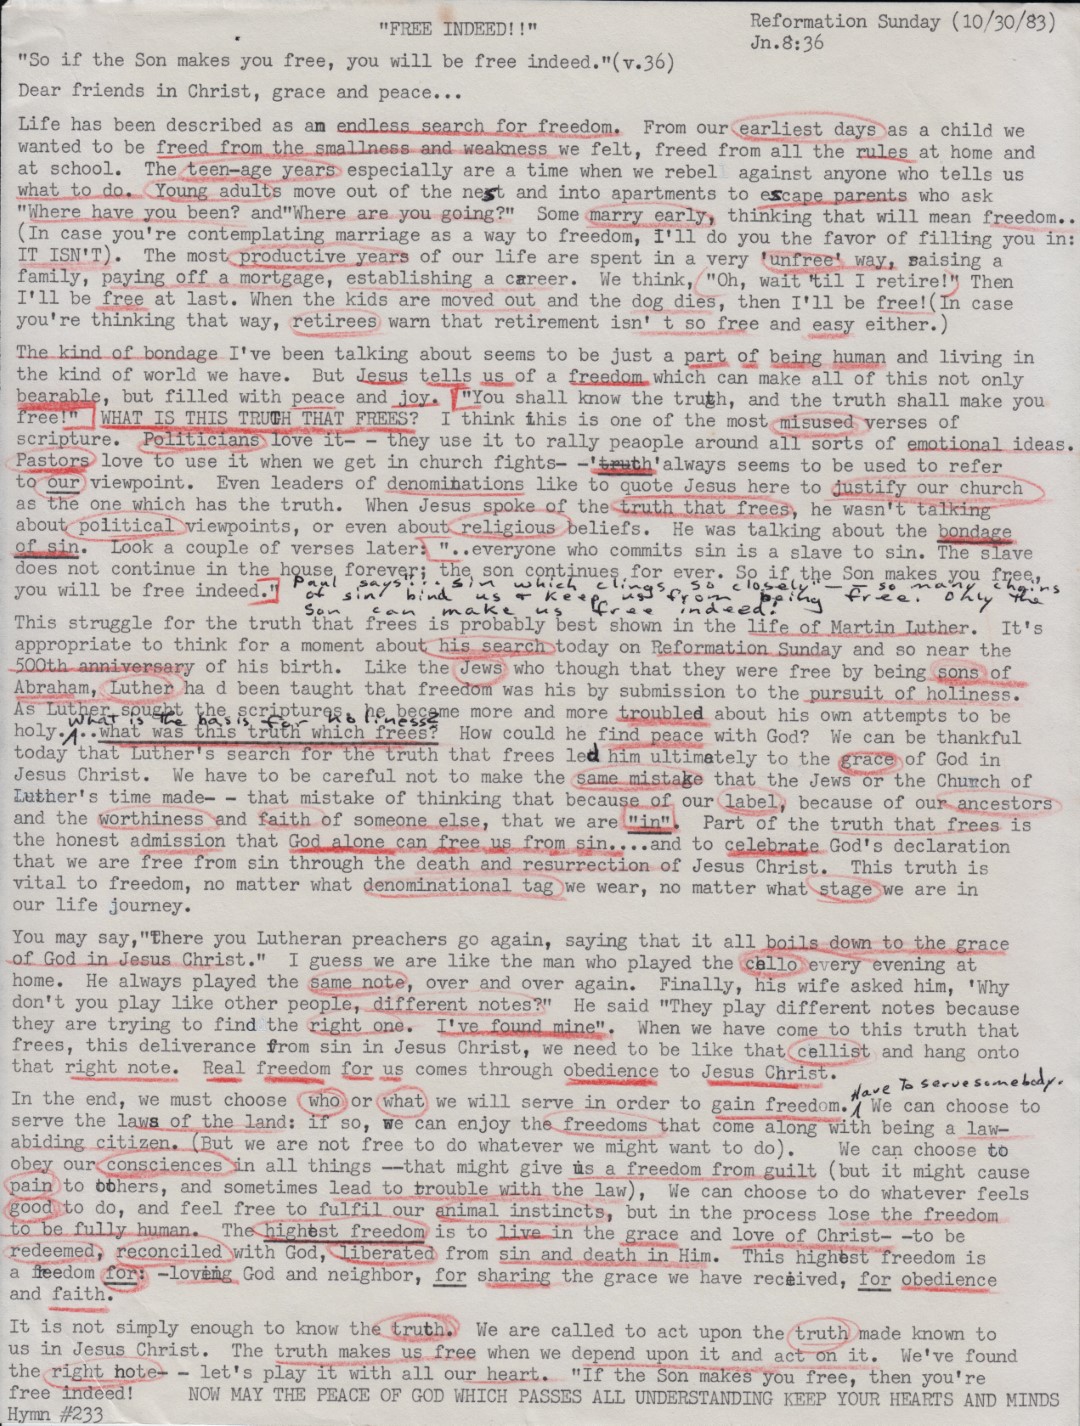 "FREE INDEED!!"
Reformation Sunday (10/30/83)
Jn.8:36
"So if the Son makes you free, you will be free indeed."(v.36)
Dear friends in Christ, grace and peace...
Life has been described as an endless search for freedom. From our earliest days as a child we
wanted to be freed from the smallness and weakness we felt, freed from all the rules at home and
at school. The teen-age years especially are a time when we rebel against anyone who tells us
what to do. Young adults move out of the nest and into apartments to escape parents who ask
"Where have you been? and"Where are you going?" Some marry early, thinking that will mean freedom..
(In case you're contemplating marriage as a way to freedom, I'll do you the favor of filling you in:
IT ISN'T). The most productive years of our life are spent in a very 'unfree' way, raising a
family, paying off a mortgage, establishing a career. We think, "Oh, wait 'til I retire!" Then
I'll be free at last. When the kids are moved out and the dog dies, then I'll be free!(In case
you're thinking that way, retirees warn that retirement isn' t so free and easy either.)
The kind of bondage I've been talking about seems to be just a part of being human and living in
the kind of world we have. But Jesus tells us of a freedom which can make all of this not only
bearable, but filled with peace and joy. "You shall know the truth, and the truth shall make you
free!" WHAT IS THIS TRUTH THAT FREES? I think this is one of the most misused verses of
scripture. Politicians love it- - they use it to rally peaople around all sorts of emotional ideas.
Pastors love to use it when we get in church fights- -'truth'always seems to be used to refer
to our viewpoint. Even leaders of denominations like to quote Jesus here to justify our church
as the one which has the truth. When Jesus spoke of the truth that frees, he wasn't talking
about political viewpoints, or even about religious beliefs. He was talking about the bondage
of sin. Look a couple of verses later: "..everyone who commits sin is a slave to sin. The slave
does not continue in the house forever; the son continues for ever. So if the Son makes you free,
you will be free indeed." Paul says "... sin which clings so closely" - so many chains
of sin bind us & keep us from being free. Only the
Son can make us free indeed!
This struggle for the truth that frees is probably best shown in the life of Martin Luther. It's
appropriate to think for a moment about his search today on Reformation Sunday and so near the
500th anniversary of his birth. Like the Jews who though that they were free by being sons of
Abraham, Luther ha d been taught that freedom was his by submission to the pursuit of holiness.
As Luther sought the scriptures, he became more and more troubled about his own attempts to be
What is the basis for holiness?
holy...what was this truth which frees? How could he find peace with God? We can be thankful
today that Luther's search for the truth that frees led him ultimately to the grace of God in
Jesus Christ. We have to be careful not to make the same mistake that the Jews or the Church of
Luther's time made- - that mistake of thinking that because of our label, because of our ancestors
and the worthiness and faith of someone else, that we are "in". Part of the truth that frees is
the honest admission that God alone can free us from sin....and to celebrate God's declaration
that we are free from sin through the death and resurrection of Jesus Christ. This truth is
vital to freedom, no matter what denominational tag we wear, no matter what stage we are in
our life journey.
You may say,"There you Lutheran preachers go again, saying that it all boils down to the grace
of God in Jesus Christ." I guess we are like the man who played the cello every evening at
home. He always played the same note, over and over again. Finally, his wife asked him, 'Why
don't you play like other people, different notes?" He said "They play different notes because
they are trying to find the right one. I've found mine". When we have come to this truth that
frees, this deliverance from sin in Jesus Christ, we need to be like that cellist and hang onto
that right note. Real freedom for us comes through obedience to Jesus Christ.
Have to serve somebody.
In the end, we must choose who or what we will serve in order to gain freedom. We can choose to
serve the laws of the land: if so, we can enjoy the freedoms that come along with being a law-
abiding citizen. (But we are not free to do whatever we might want to do). We can choose to
obey our consciences in all things --that might give us a freedom from guilt (but it might cause
pain to others, and sometimes lead to trouble with the law), We can choose to do whatever feels
good to do, and feel free to fulfil our animal instincts, but in the process lose the freedom
to be fully human. The highest freedom is to live in the grace and love of Christ- -to be
redeemed, reconciled with God, liberated from sin and death in Him. This highest freedom is
a freedom for: -loving God and neighbor, for sharing the grace we have received, for obedience
and faith.
It is not simply enough to know the truth. We are called to act upon the truth made known to
us in Jesus Christ. The truth makes us free when we depend upon it and act on it. We've found
the right note- - let's play it with all our heart. "If the Son makes you free, then you're
free indeed! NOW MAY THE PEACE OF GOD WHICH PASSES ALL UNDERSTANDING KEEP YOUR HEARTS AND MINDS
Hymn #233